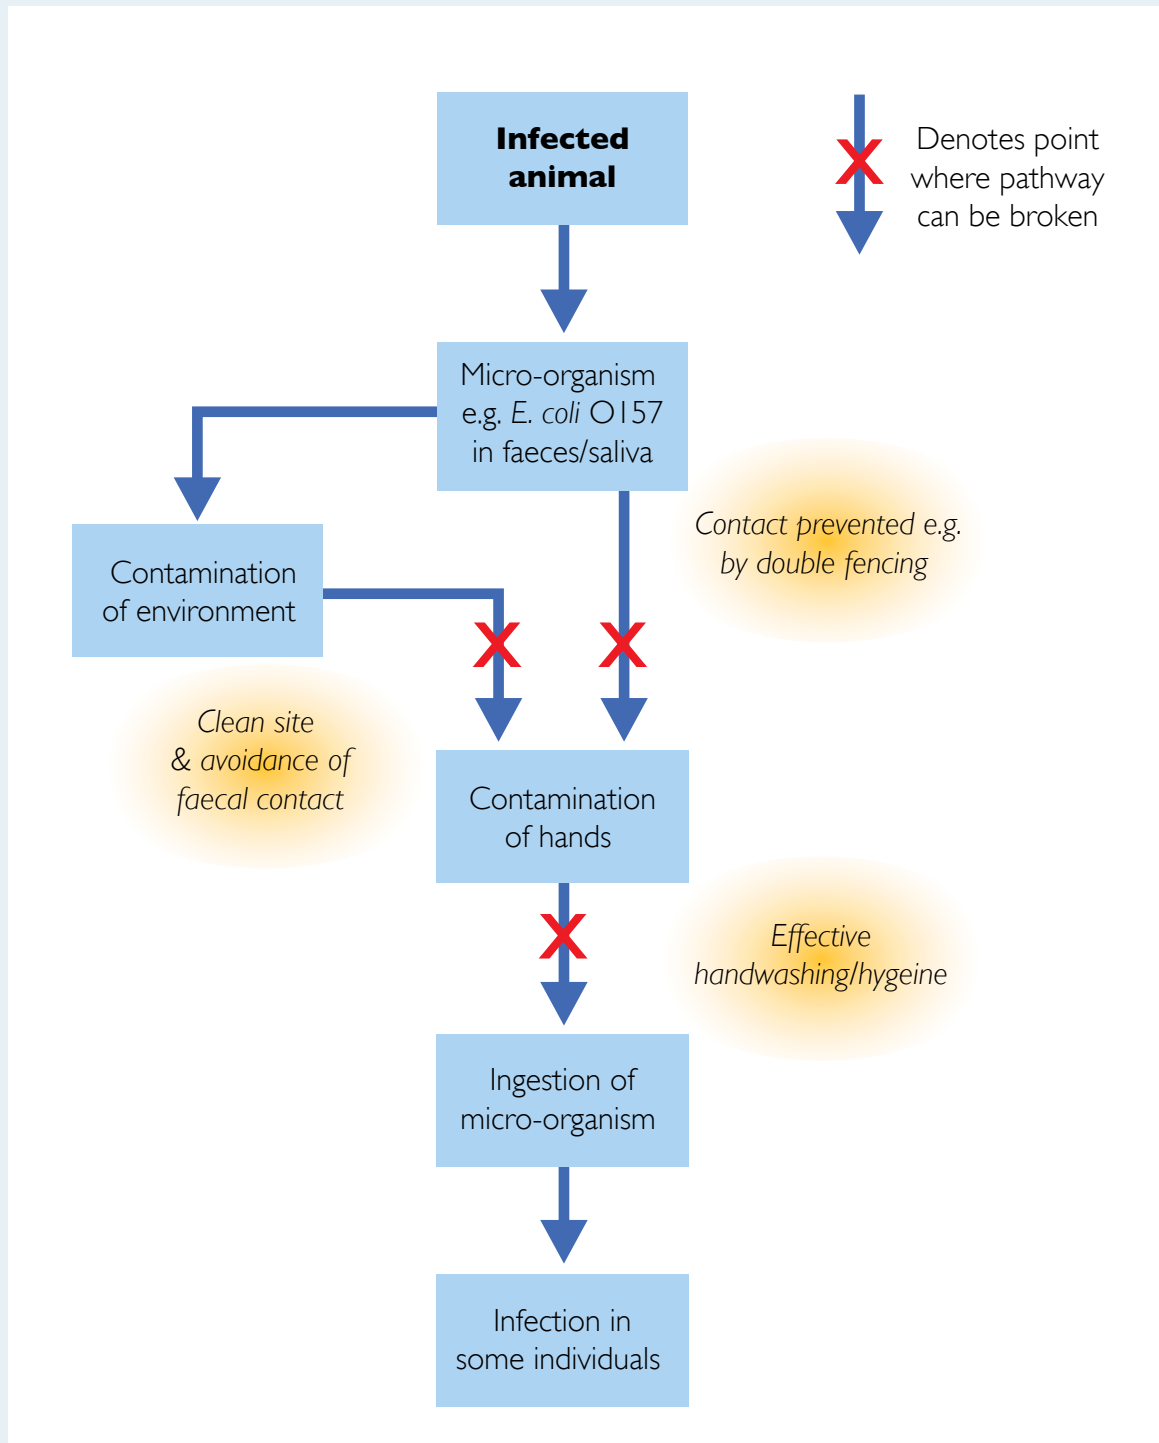 Infected
animal
Denotes point
where pathway
can be broken
Micro-organism
e.g. E. coli O157
in faeces/saliva
Contact prevented e.g.
by double fencing
Contamination
of environment
X
X
Clean site
& avoidance of
faecal contact
Contamination
of hands
X
Effective
handwashing/hygeine
Ingestion of
micro-organism
Infection in
some individuals